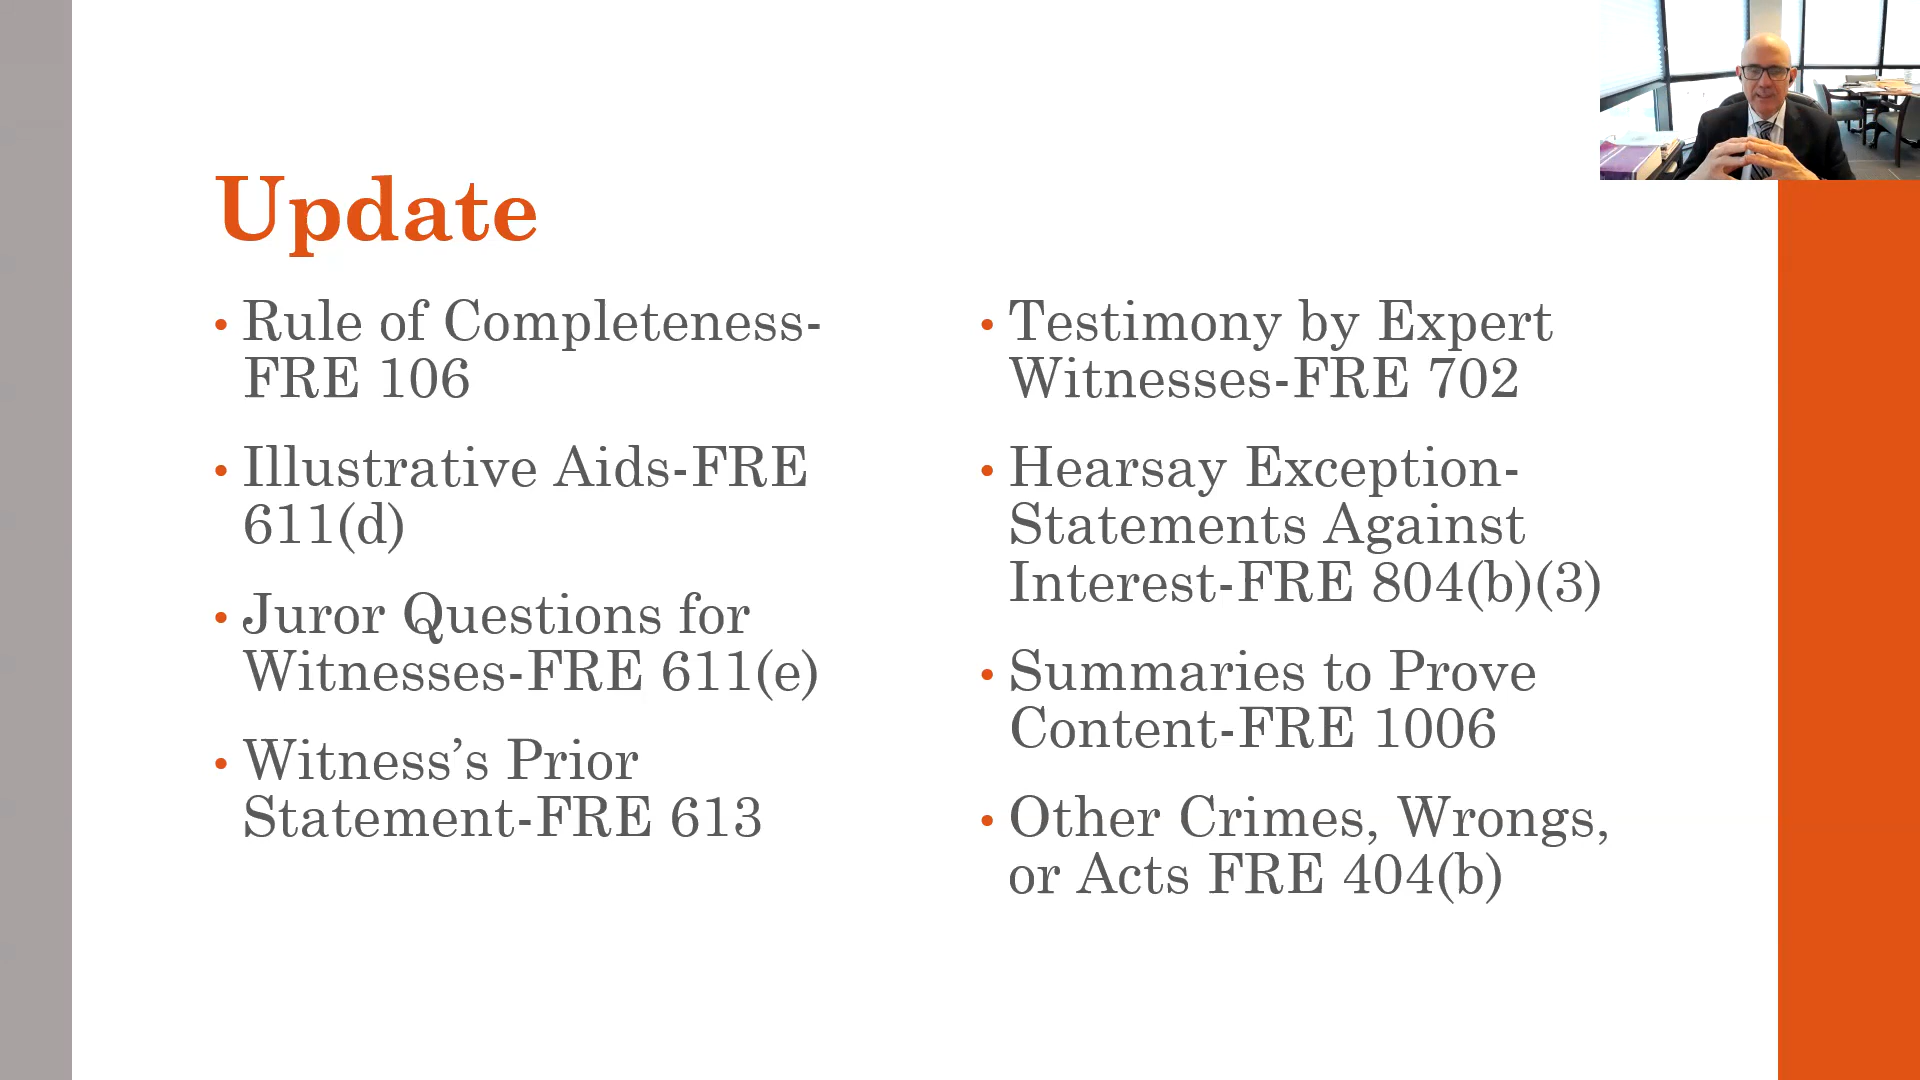 Update
• Rule of Completeness-
FRE 106
• Illustrative Aids-FRE
611(d)
• Juror Questions for
Witnesses-FRE 611(e)
• Witness’s Prior
Statement-FRE 613
• Testimony by Expert
Witnesses-FRE 702
• Hearsay Exception-
Statements Against
Interest-FRE 804(b)(3)
• Summaries to Prove
Content-FRE 1006
• Other Crimes, Wrongs,
or Acts FRE 404(b)